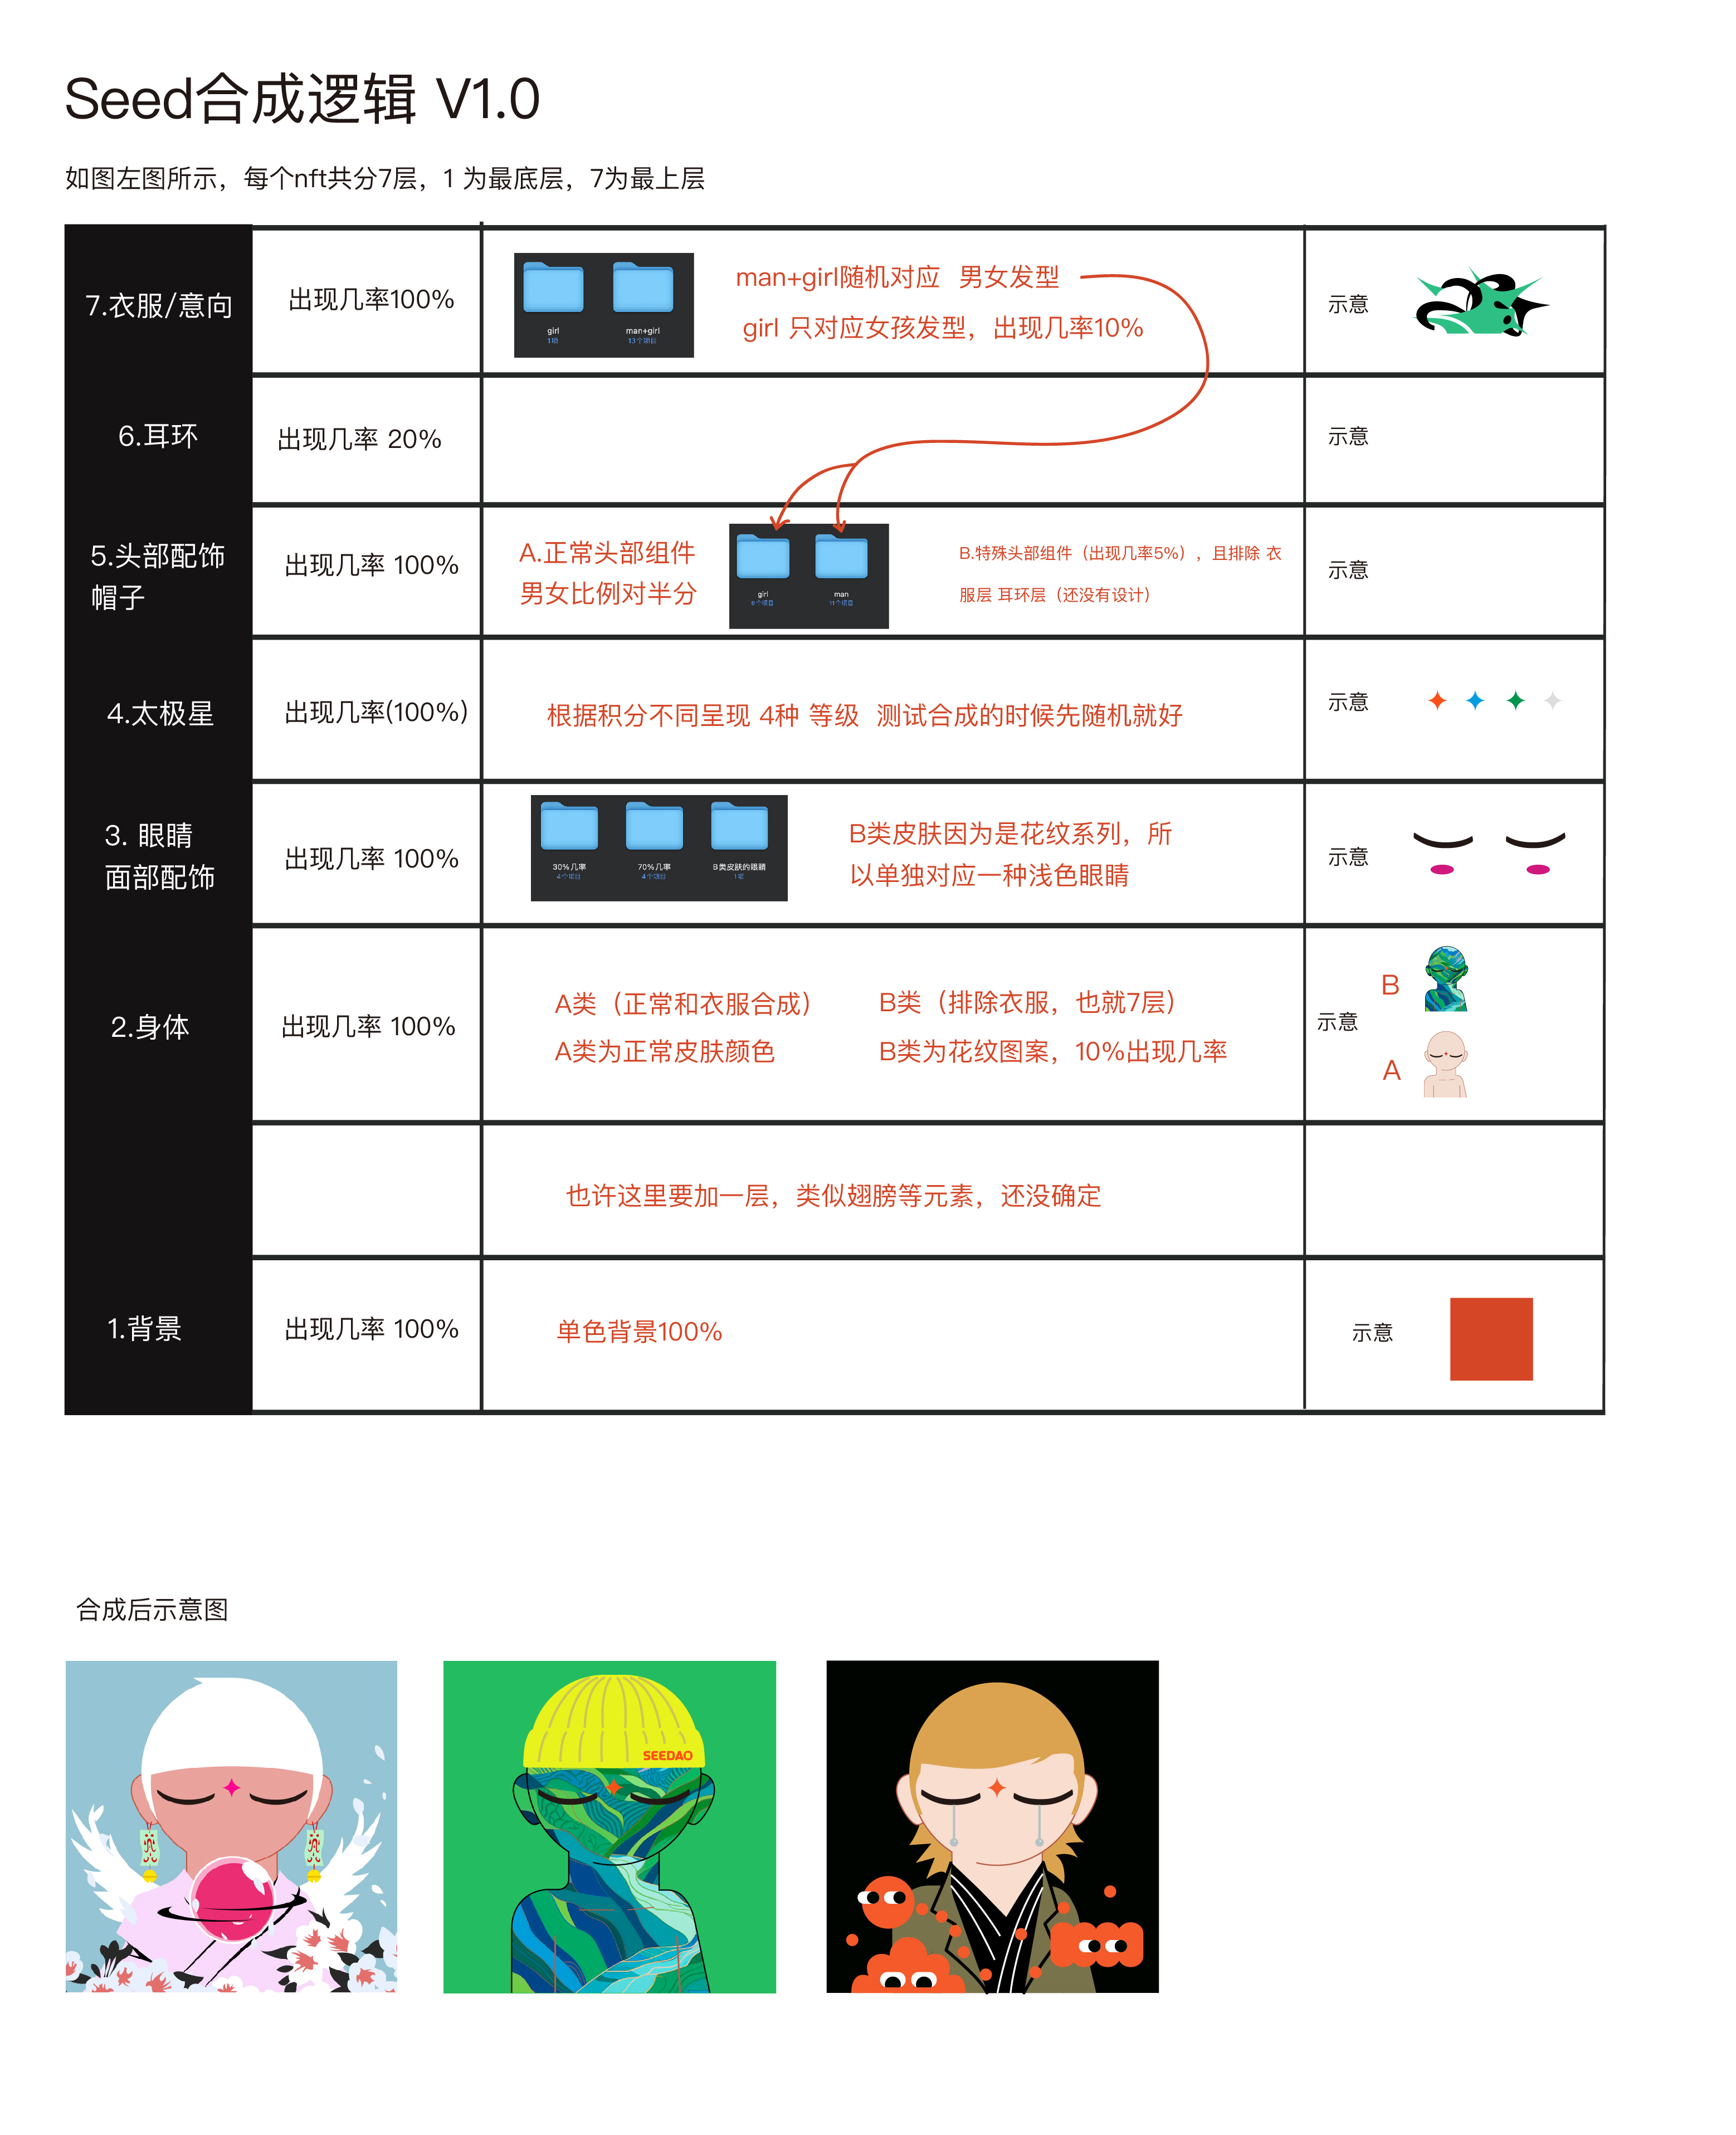 Seed合成逻辑 V1.0
如图左图所示，每个nft共分7层，1 为最底层，7为最上层
7.衣服/意向
出现几率100%
girl
1项
man+girl
13个项目
man+girl随机对应 男女发型
girl 只对应女孩发型，出现几率10%
示意
6.耳环
出现几率 20%
示意
5.头部配饰
帽子
出现几率 100%
A.正常头部组件
男女比例对半分
girl
man
11个项目
B.特殊头部组件（出现几率5%），且排除 衣
服层 耳环层（还没有设计）
示意
4.太极星
出现几率(100%)
根据积分不同呈现 4种 等级 测试合成的时候先随机就好
示意
3. 眼睛
面部配饰
出现几率 100%
30%几率
4个项目
70%几率
4个项目
B类皮肤的眼睛
1项
B类皮肤因为是花纹系列，所
以单独对应一种浅色眼睛
示意
2.身体
出现几率 100%
A类（正常和衣服合成）
A类为正常皮肤颜色
B类（排除衣服，也就7层）
B类为花纹图案，10%出现几率
示意
B
A
也许这里要加一层，类似翅膀等元素，还没确定
1.背景
出现几率 100%
单色背景100%
示意
合成后示意图
SEEDAO